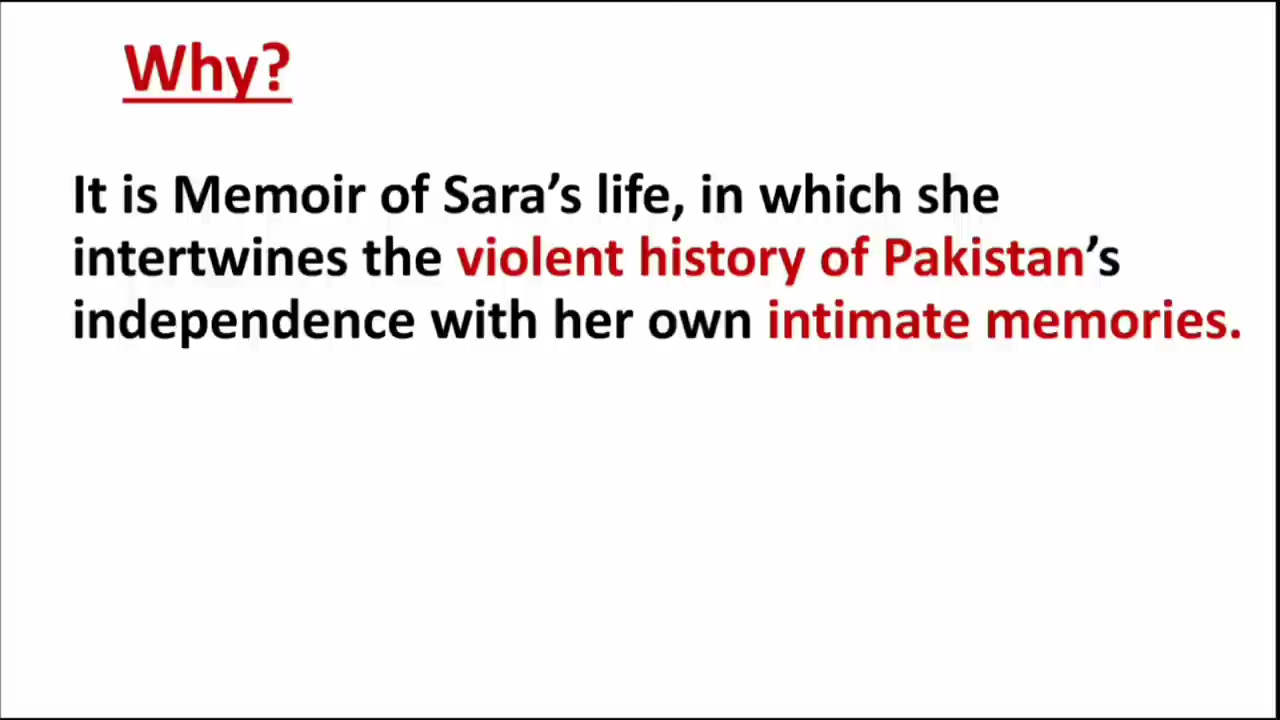 Why?
It is Memoir of Sara’s life, in which she
intertwines the violent history of Pakistan’s
independence with her own intimate memories.